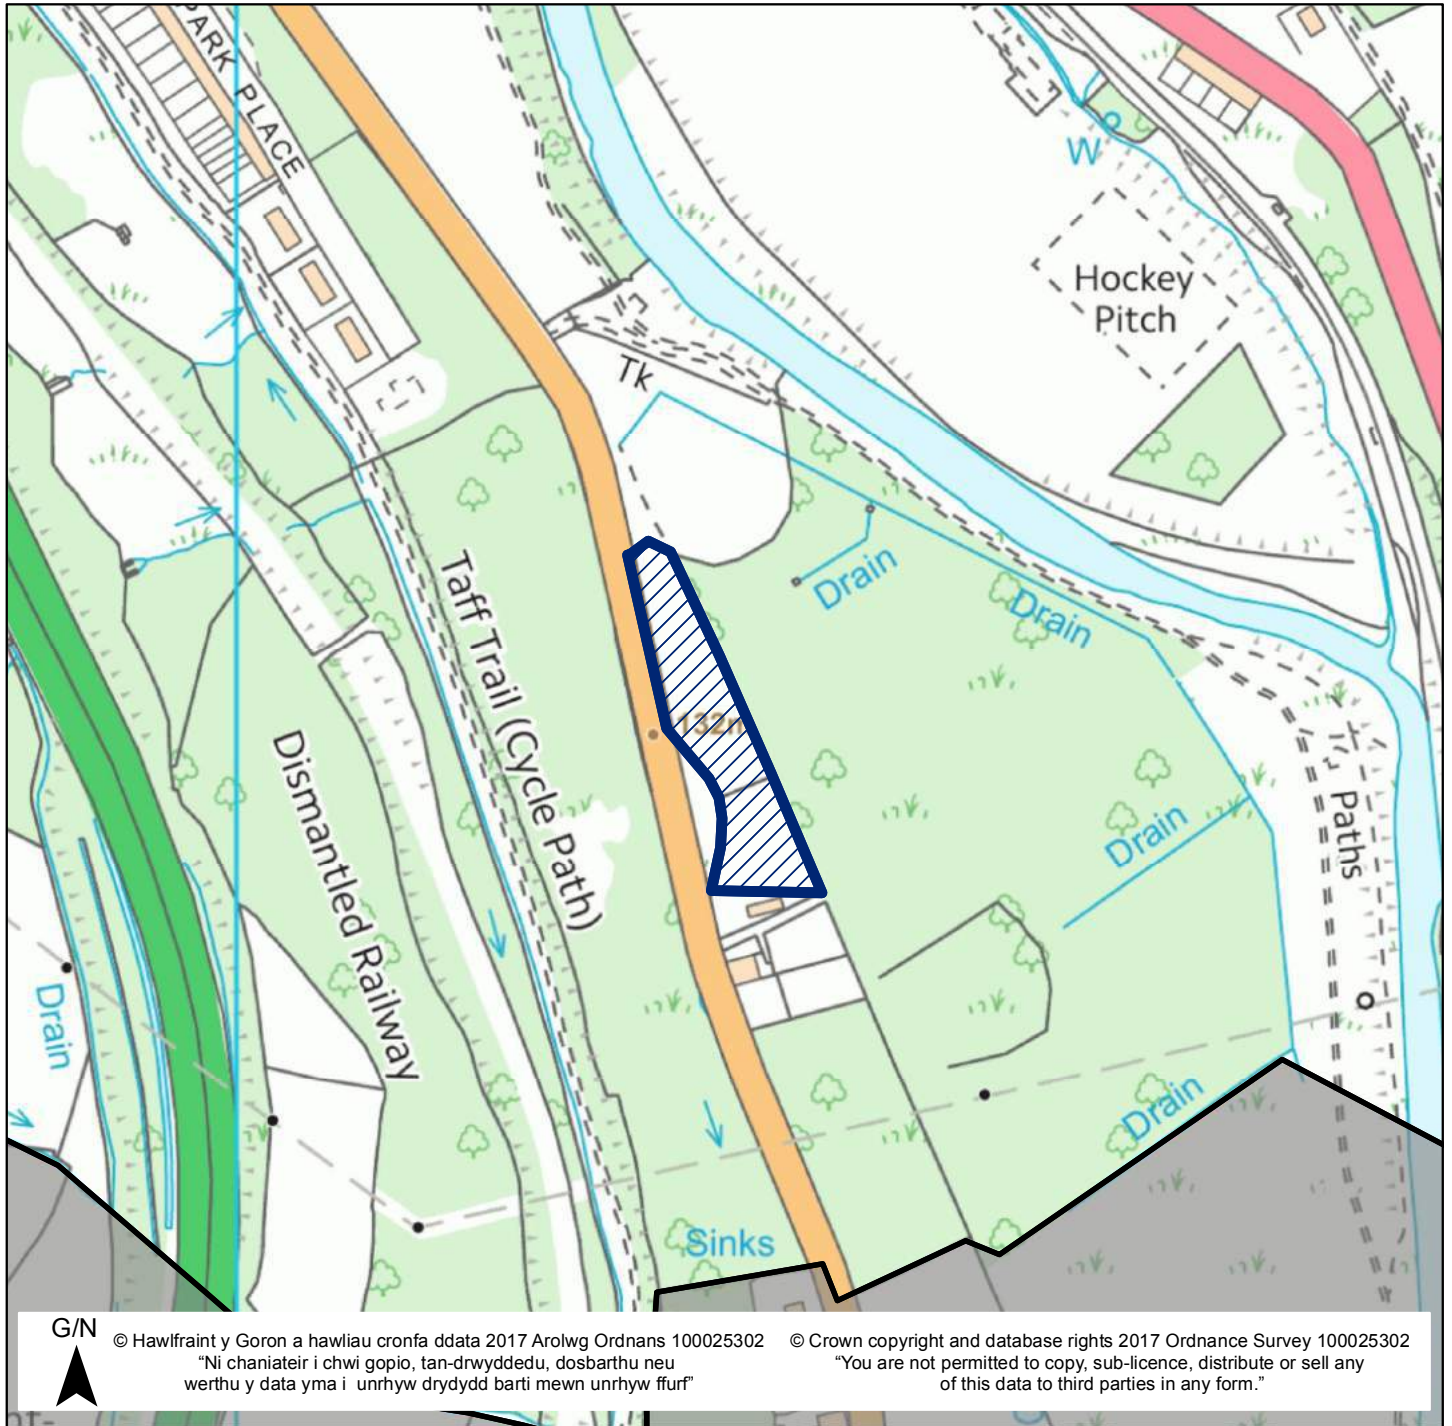 PARK PLACE
W
Hockey
Pitch
Tk
Drain
Drain
Taff Trail (Cycle Path)
132m
Dismantled Railway
Drain
Paths
Drain
Drain
Sinks
G/N
© Hawlfraint y Goron a hawliau cronfa ddata 2017 Arolwg Ordnans 100025302
“Ni chaniateir i chwi gopio, tan-drwyddedu, dosbarthu neu
werthu y data yma i unrhyw drydydd barti mewn unrhyw ffurf”
© Crown copyright and database rights 2017 Ordnance Survey 100025302
“You are not permitted to copy, sub-licence, distribute or sell any
of this data to third parties in any form.”